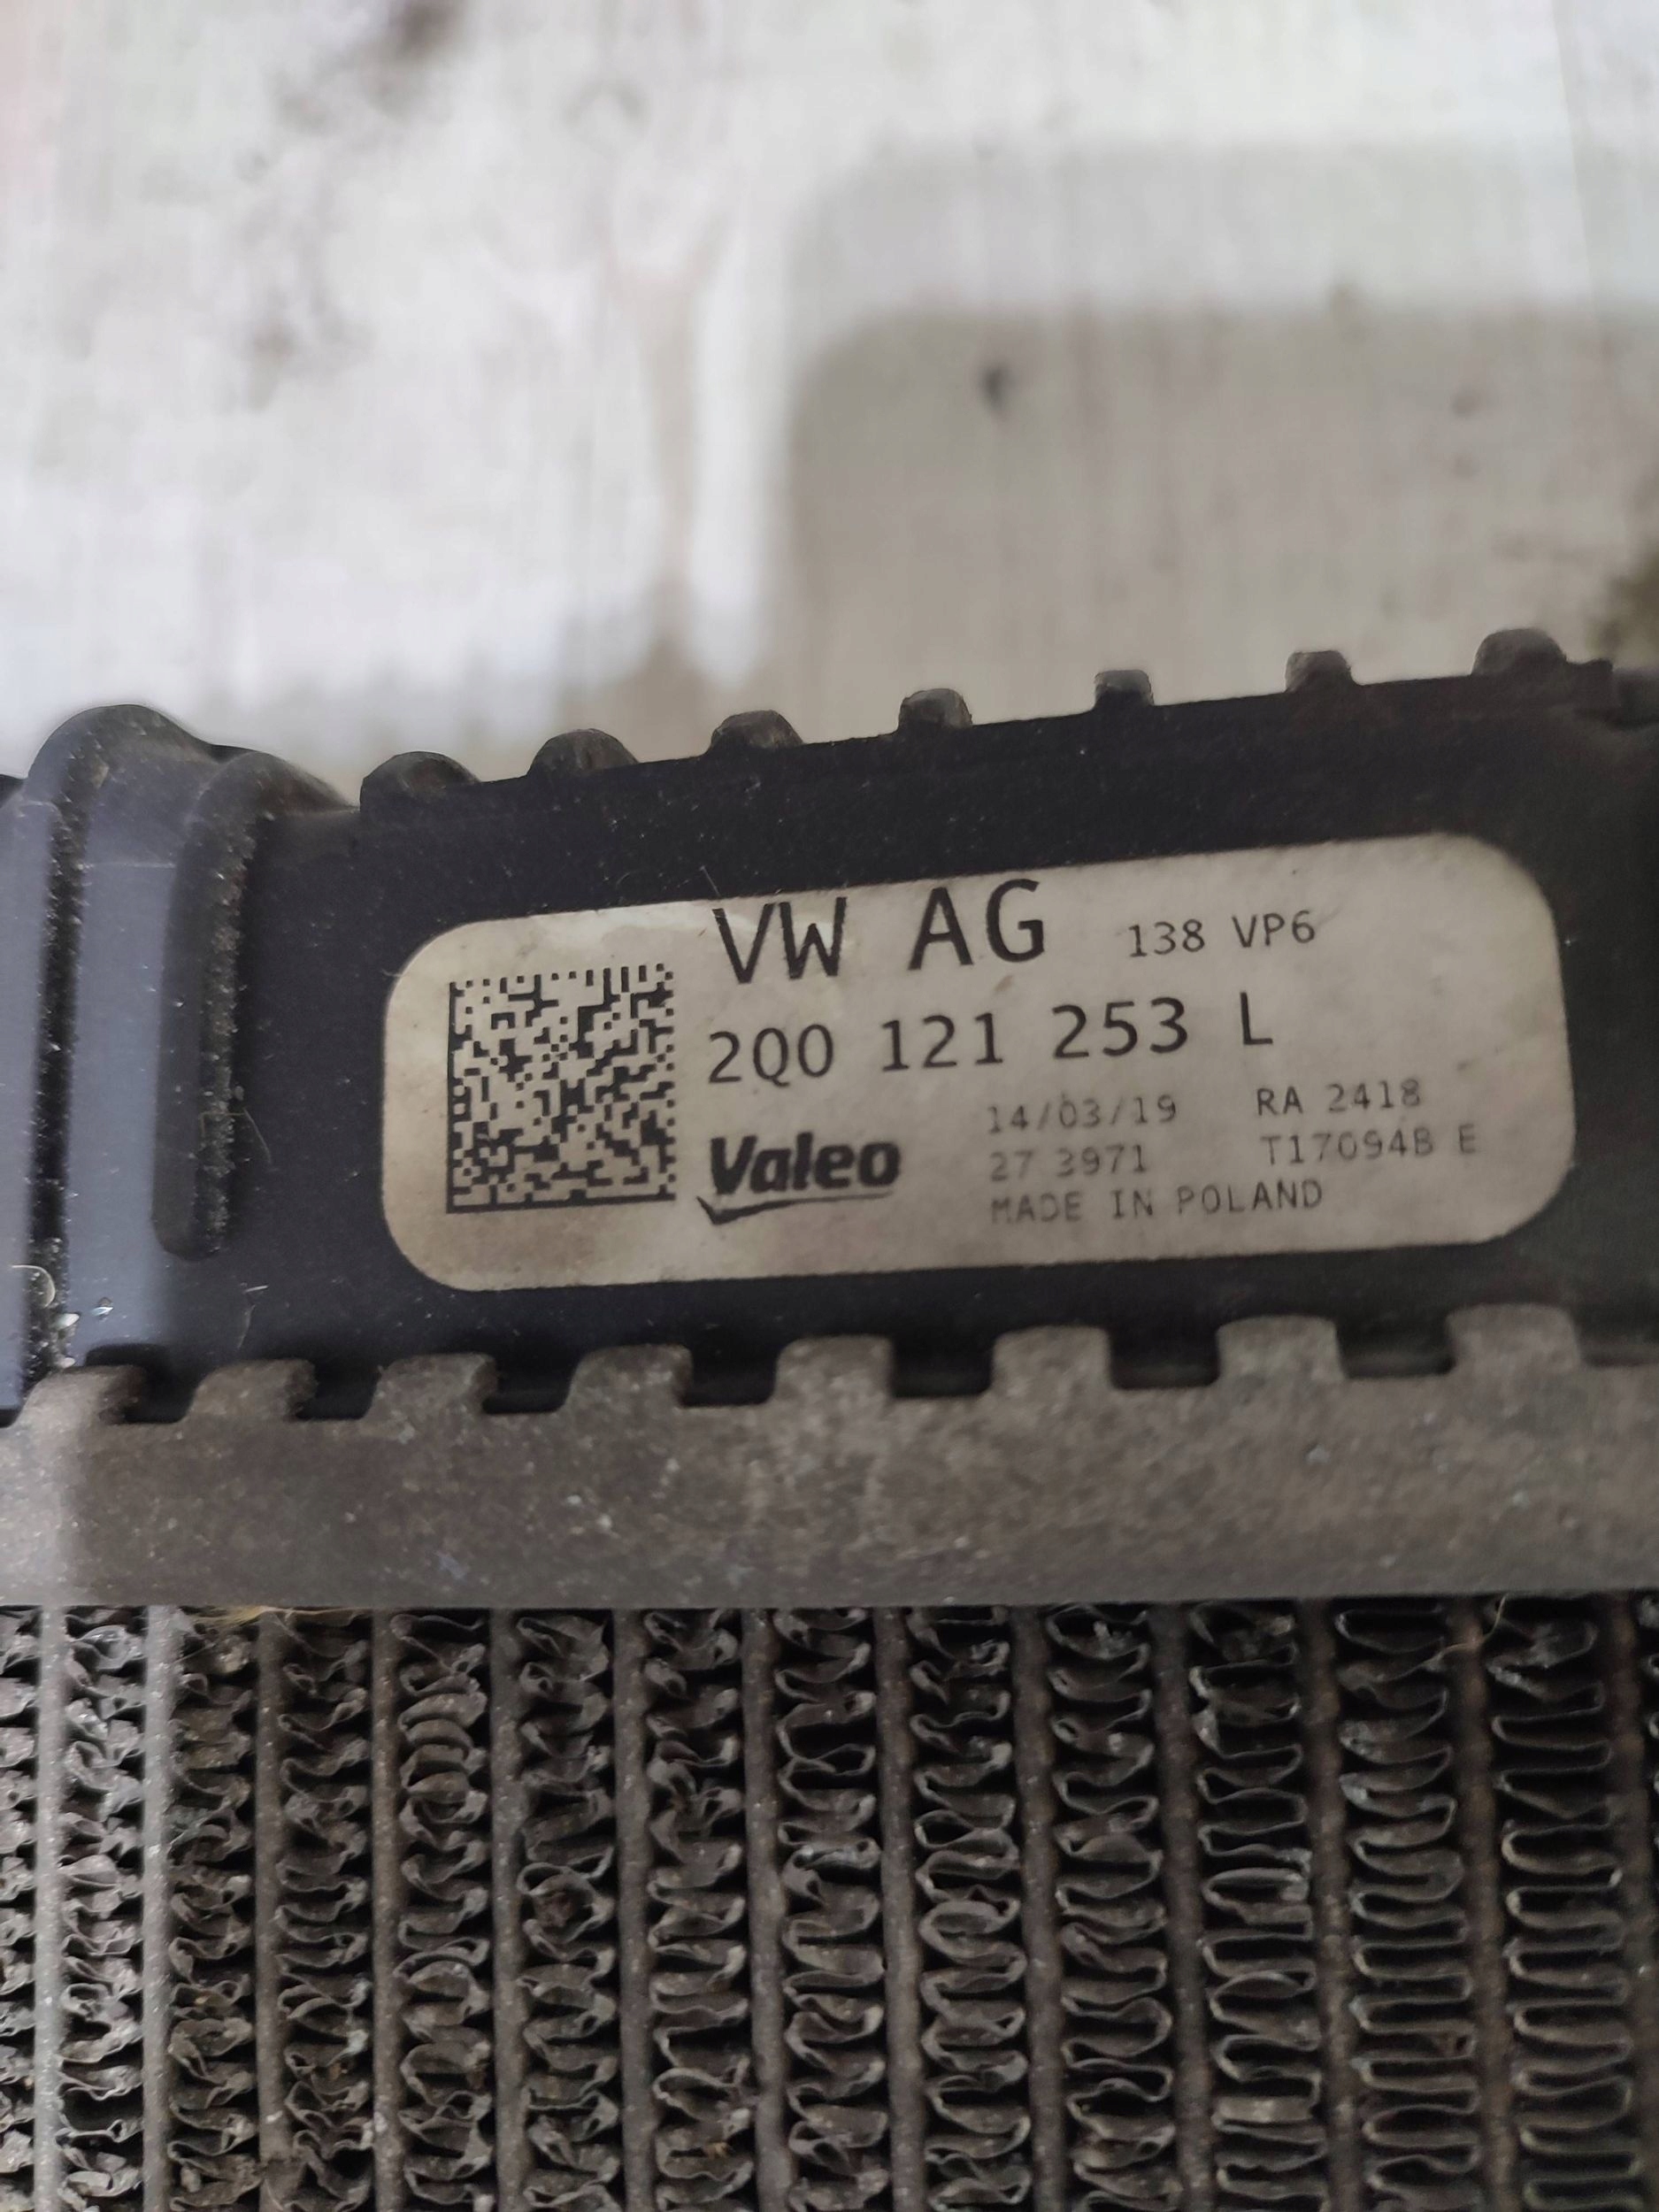 VW AG 138 VP6
2Q0 121 253 L
14/03/19 RA 2418
Valeo 27 3971 T17094B E
MADE IN POLAND